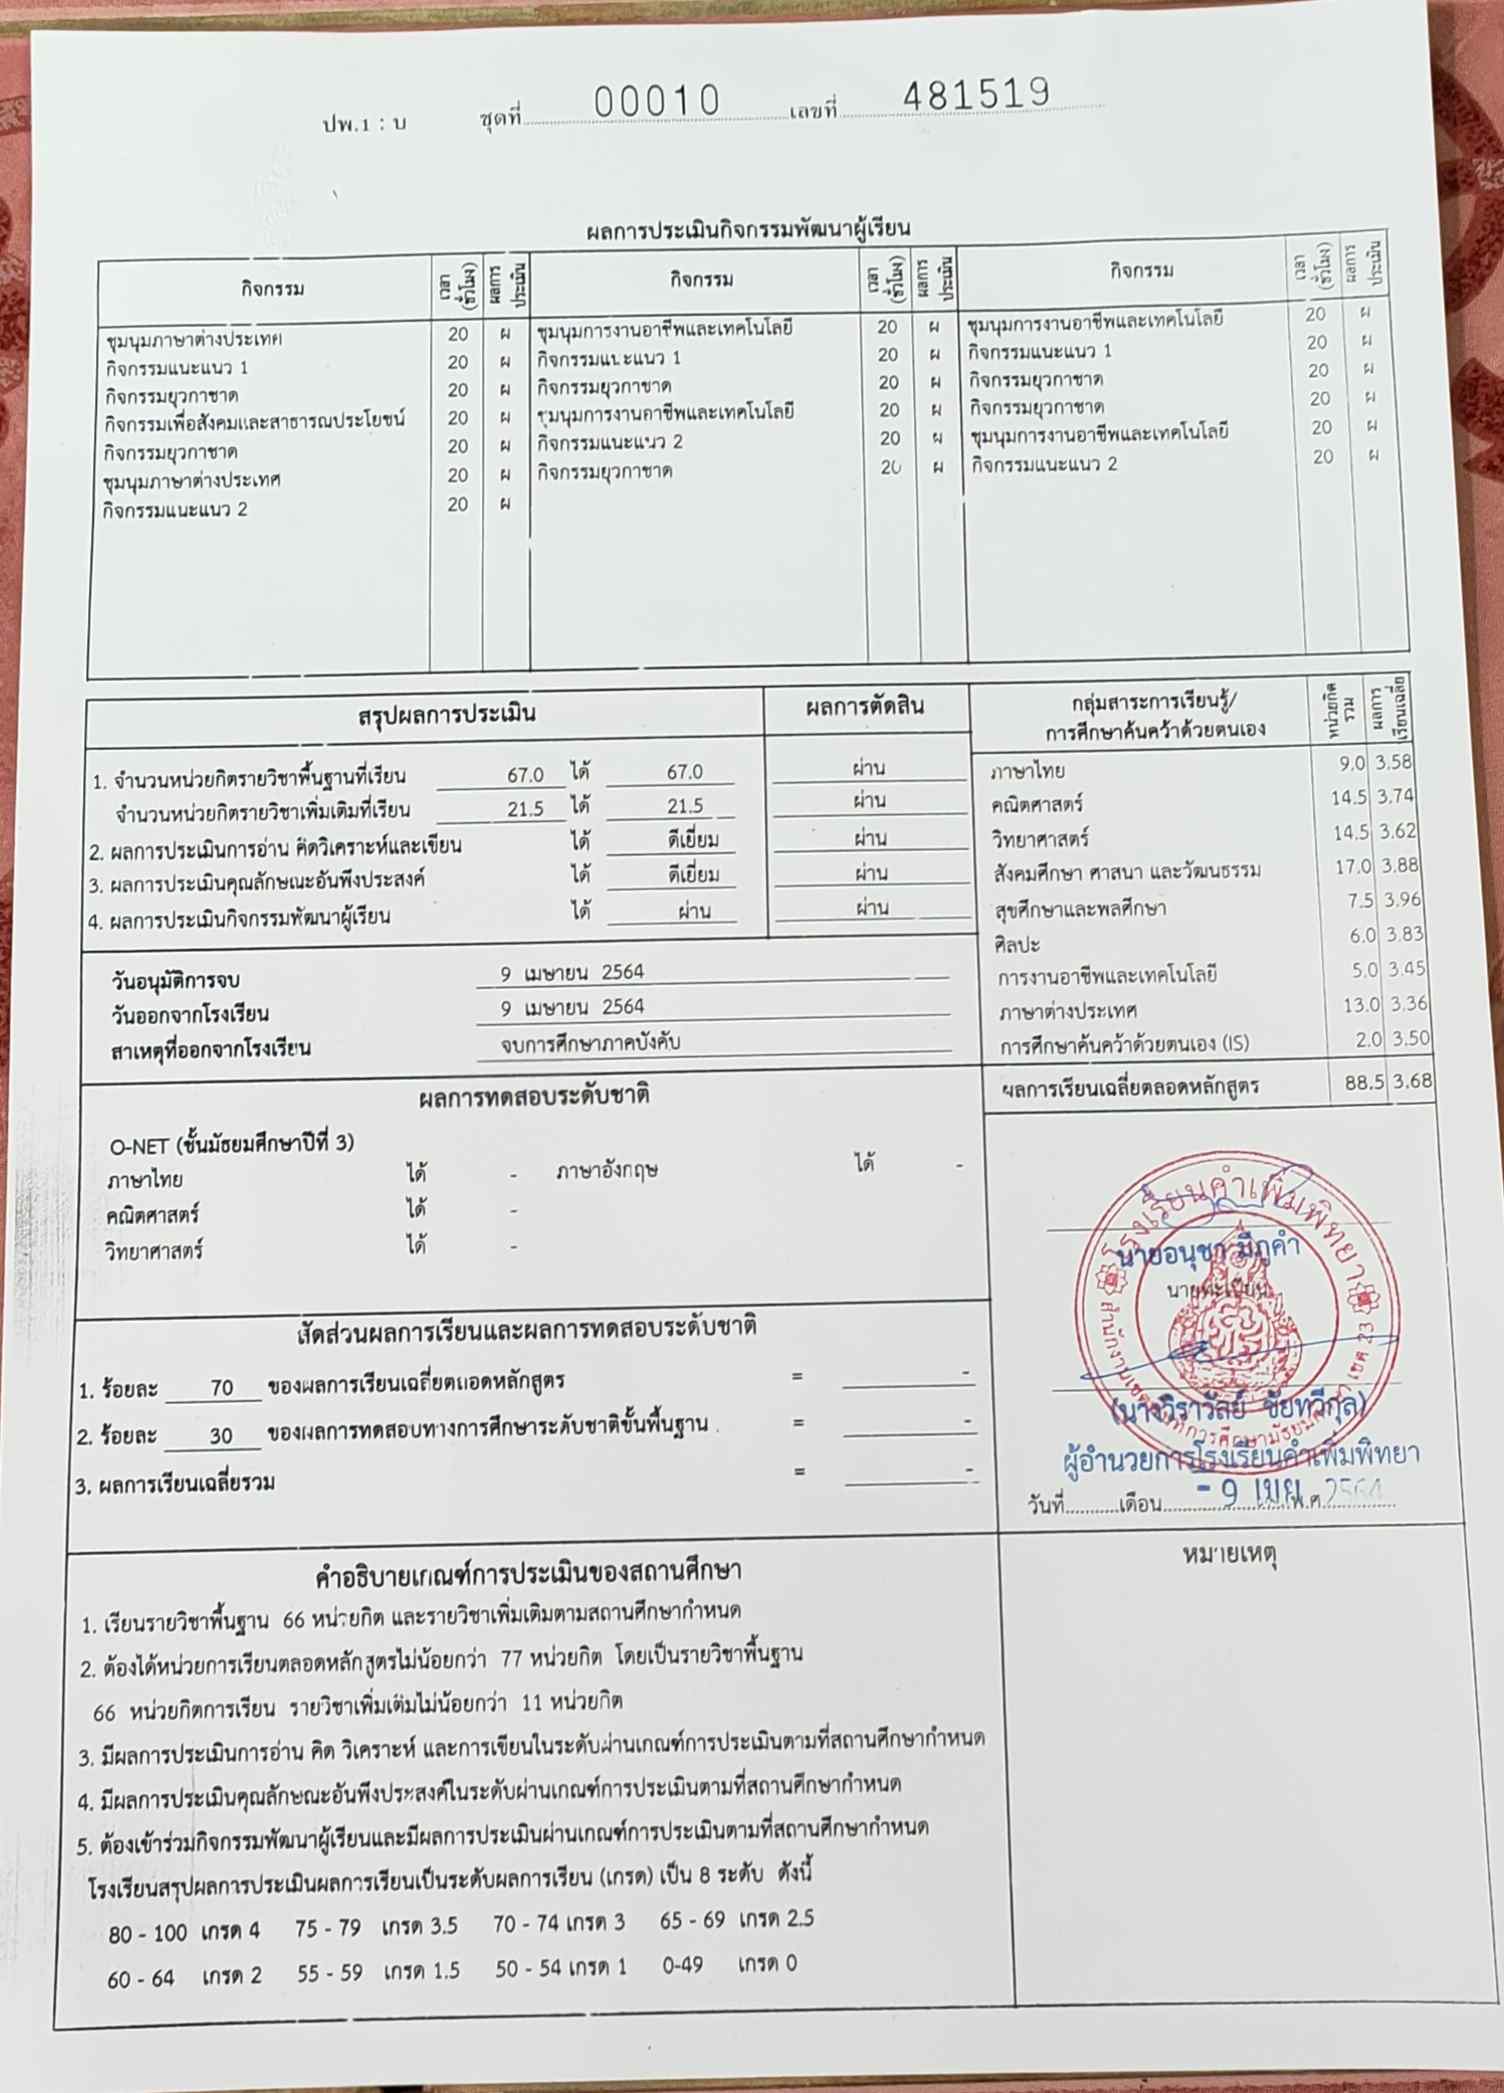 ปพ.1 : บ ชุดที่ 00010 เลขที่ 481519
ผลการประเมินกิจกรรมพัฒนาผู้เรียน
กิจกรรม เวลา (ชั่วโมง) ผลการประเมิน กิจกรรม เวลา (ชั่วโมง) ผลการประเมิน กิจกรรม เวลา (ชั่วโมง) ผลการประเมิน
ชุมนุมภาษาต่างประเทศ 20 ผ ชุมนุมการงานอาชีพและเทคโนโลยี 20 ผ ชุมนุมการงานอาชีพและเทคโนโลยี 20 ผ
กิจกรรมแนะแนว 1 20 ผ กิจกรรมแนะแนว 1 20 ผ กิจกรรมแนะแนว 1 20 ผ
กิจกรรมยุวกาชาด 20 ผ กิจกรรมยุวกาชาด 20 ผ กิจกรรมยุวกาชาด 20 ผ
กิจกรรมเพื่อสังคมและสาธารณประโยชน์ 20 ผ ชุมนุมการงานอาชีพและเทคโนโลยี 20 ผ กิจกรรมยุวกาชาด 20 ผ
กิจกรรมยุวกาชาด 20 ผ กิจกรรมแนะแนว 2 20 ผ ชุมนุมการงานอาชีพและเทคโนโลยี 20 ผ
ชุมนุมภาษาต่างประเทศ 20 ผ กิจกรรมยุวกาชาด 20 ผ กิจกรรมแนะแนว 2 20 ผ
กิจกรรมแนะแนว 2 20 ผ
สรุปผลการประเมิน ผลการตัดสิน
1. จำนวนหน่วยกิตรายวิชาพื้นฐานที่เรียน 67.0 ได้ 67.0 ผ่าน
จำนวนหน่วยกิตรายวิชาเพิ่มเติมที่เรียน 21.5 ได้ 21.5 ผ่าน
2. ผลการประเมินการอ่าน คิดวิเคราะห์และเขียน ได้ ดีเยี่ยม ผ่าน
3. ผลการประเมินคุณลักษณะอันพึงประสงค์ ได้ ดีเยี่ยม ผ่าน
4. ผลการประเมินกิจกรรมพัฒนาผู้เรียน ได้ ผ่าน ผ่าน
วันอนุมัติการจบ 9 เมษายน 2564
วันออกจากโรงเรียน 9 เมษายน 2564
สาเหตุที่ออกจากโรงเรียน จบการศึกษาภาคบังคับ
กลุ่มสาระการเรียนรู้/
การศึกษาค้นคว้าด้วยตนเอง หน่วยกิตรวม ผลการเรียนเฉลี่ย
ภาษาไทย 9.0 3.58
คณิตศาสตร์ 14.5 3.74
วิทยาศาสตร์ 14.5 3.62
สังคมศึกษา ศาสนา และวัฒนธรรม 17.0 3.88
สุขศึกษาและพลศึกษา 7.5 3.96
ศิลปะ 6.0 3.83
การงานอาชีพและเทคโนโลยี 5.0 3.45
ภาษาต่างประเทศ 13.0 3.36
การศึกษาค้นคว้าด้วยตนเอง (IS) 2.0 3.50
ผลการเรียนเฉลี่ยตลอดหลักสูตร 88.5 3.68
ผลการทดสอบระดับชาติ
O-NET (ชั้นมัธยมศึกษาปีที่ 3)
ภาษาไทย ได้ - ภาษาอังกฤษ ได้ -
คณิตศาสตร์ ได้ -
วิทยาศาสตร์ ได้ -
สัดส่วนผลการเรียนและผลการทดสอบระดับชาติ
1. ร้อยละ 70 ของผลการเรียนเฉลี่ยตลอดหลักสูตร = -
2. ร้อยละ 30 ของผลการทดสอบทางการศึกษาระดับชาติขั้นพื้นฐาน = -
3. ผลการเรียนเฉลี่ยรวม = -
โรงเรียนคำเพิ่มพิทยา
นายอนุชา มีภูคำ
นายทะเบียน
(นางวิราวัลย์ ชัยทวีกุล)
ผู้อำนวยการโรงเรียนคำเพิ่มพิทยา
วันที่...........เดือน - 9 เมย พ.ศ. 2564
คำอธิบายเกณฑ์การประเมินของสถานศึกษา
1. เรียนรายวิชาพื้นฐาน 66 หน่วยกิต และรายวิชาเพิ่มเติมตามสถานศึกษากำหนด
2. ต้องได้หน่วยการเรียนตลอดหลักสูตรไม่น้อยกว่า 77 หน่วยกิต โดยเป็นรายวิชาพื้นฐาน
66 หน่วยกิตการเรียน รายวิชาเพิ่มเติมไม่น้อยกว่า 11 หน่วยกิต
3. มีผลการประเมินการอ่าน คิด วิเคราะห์ และการเขียนในระดับผ่านเกณฑ์การประเมินตามที่สถานศึกษากำหนด
4. มีผลการประเมินคุณลักษณะอันพึงประสงค์ในระดับผ่านเกณฑ์การประเมินตามที่สถานศึกษากำหนด
5. ต้องเข้าร่วมกิจกรรมพัฒนาผู้เรียนและมีผลการประเมินผ่านเกณฑ์การประเมินตามที่สถานศึกษากำหนด
โรงเรียนสรุปผลการประเมินผลการเรียนเป็นระดับผลการเรียน (เกรด) เป็น 8 ระดับ ดังนี้
80 - 100 เกรด 4 75 - 79 เกรด 3.5 70 - 74 เกรด 3 65 - 69 เกรด 2.5
60 - 64 เกรด 2 55 - 59 เกรด 1.5 50 - 54 เกรด 1 0-49 เกรด 0
หมายเหตุ